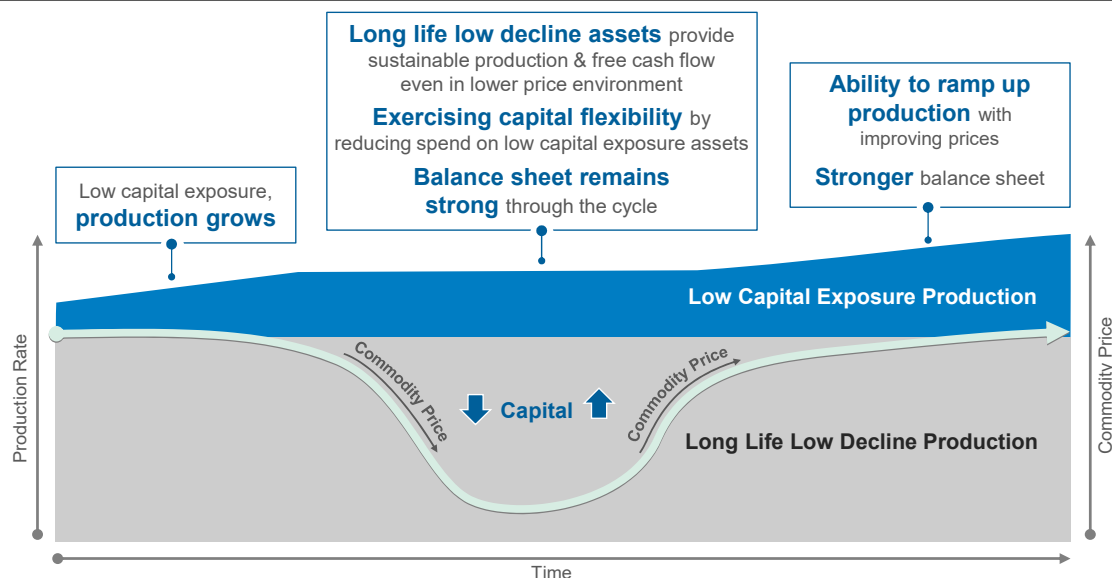 Long life low decline assets provide
sustainable production & free cash flow
even in lower price environment
Exercising capital flexibility by
reducing spend on low capital exposure assets
Balance sheet remains
strong through the cycle
Ability to ramp up
production with
improving prices
Stronger balance sheet
Low capital exposure,
production grows
Low Capital Exposure Production
Commodity Price
Commodity Price
Capital
Long Life Low Decline Production
Production Rate
Commodity Price
Time